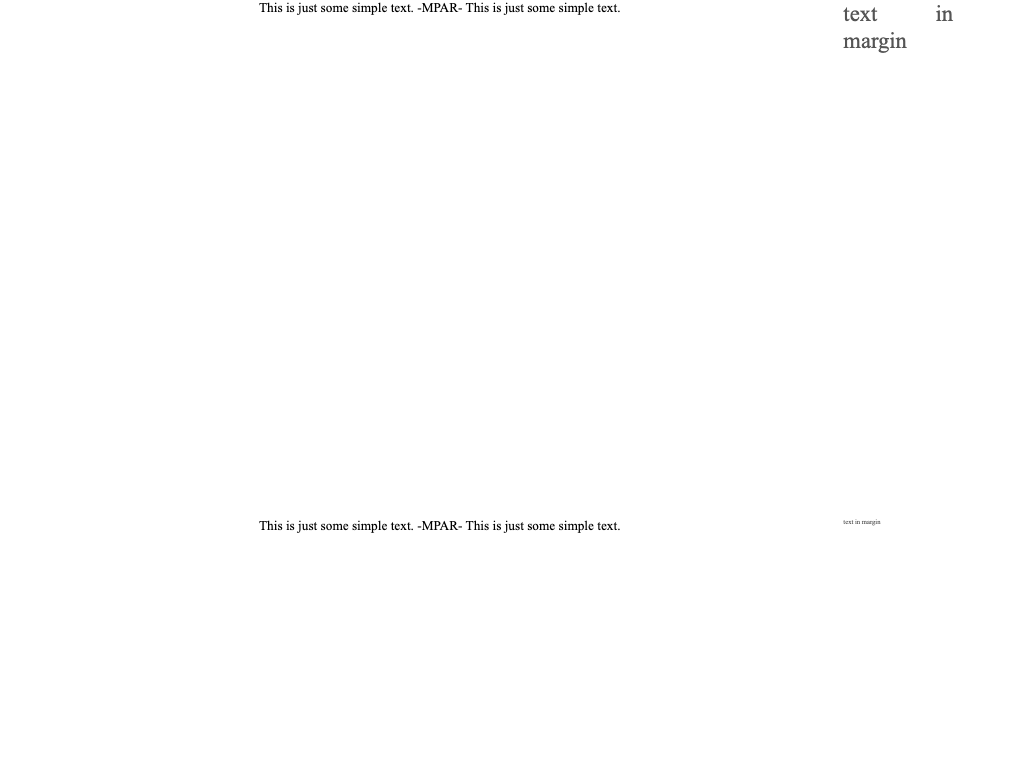 This is just some simple text. -MPAR- This is just some simple text.
text in
margin
This is just some simple text. -MPAR- This is just some simple text.
text in margin